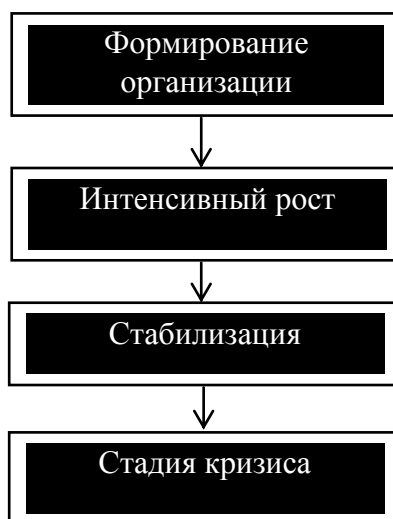 Формирование
организации
Интенсивный рост
Стабилизация
Стадия кризиса